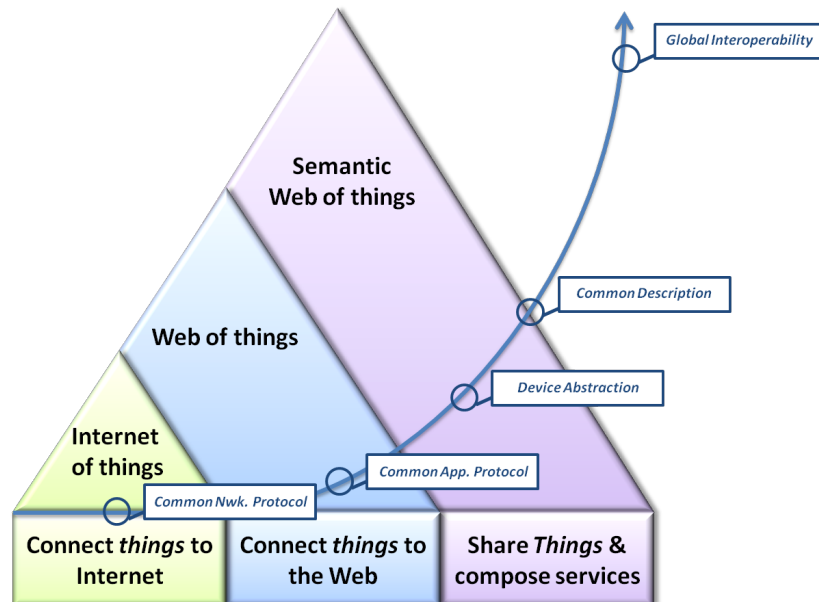 Global Interoperability
Semantic
Web of things
Common Description
Web of things
Device Abstraction
Internet
of things
Common App. Protocol
Common Nwk. Protocol
Connect things to
Internet
Connect things to
the Web
Share Things &
compose services